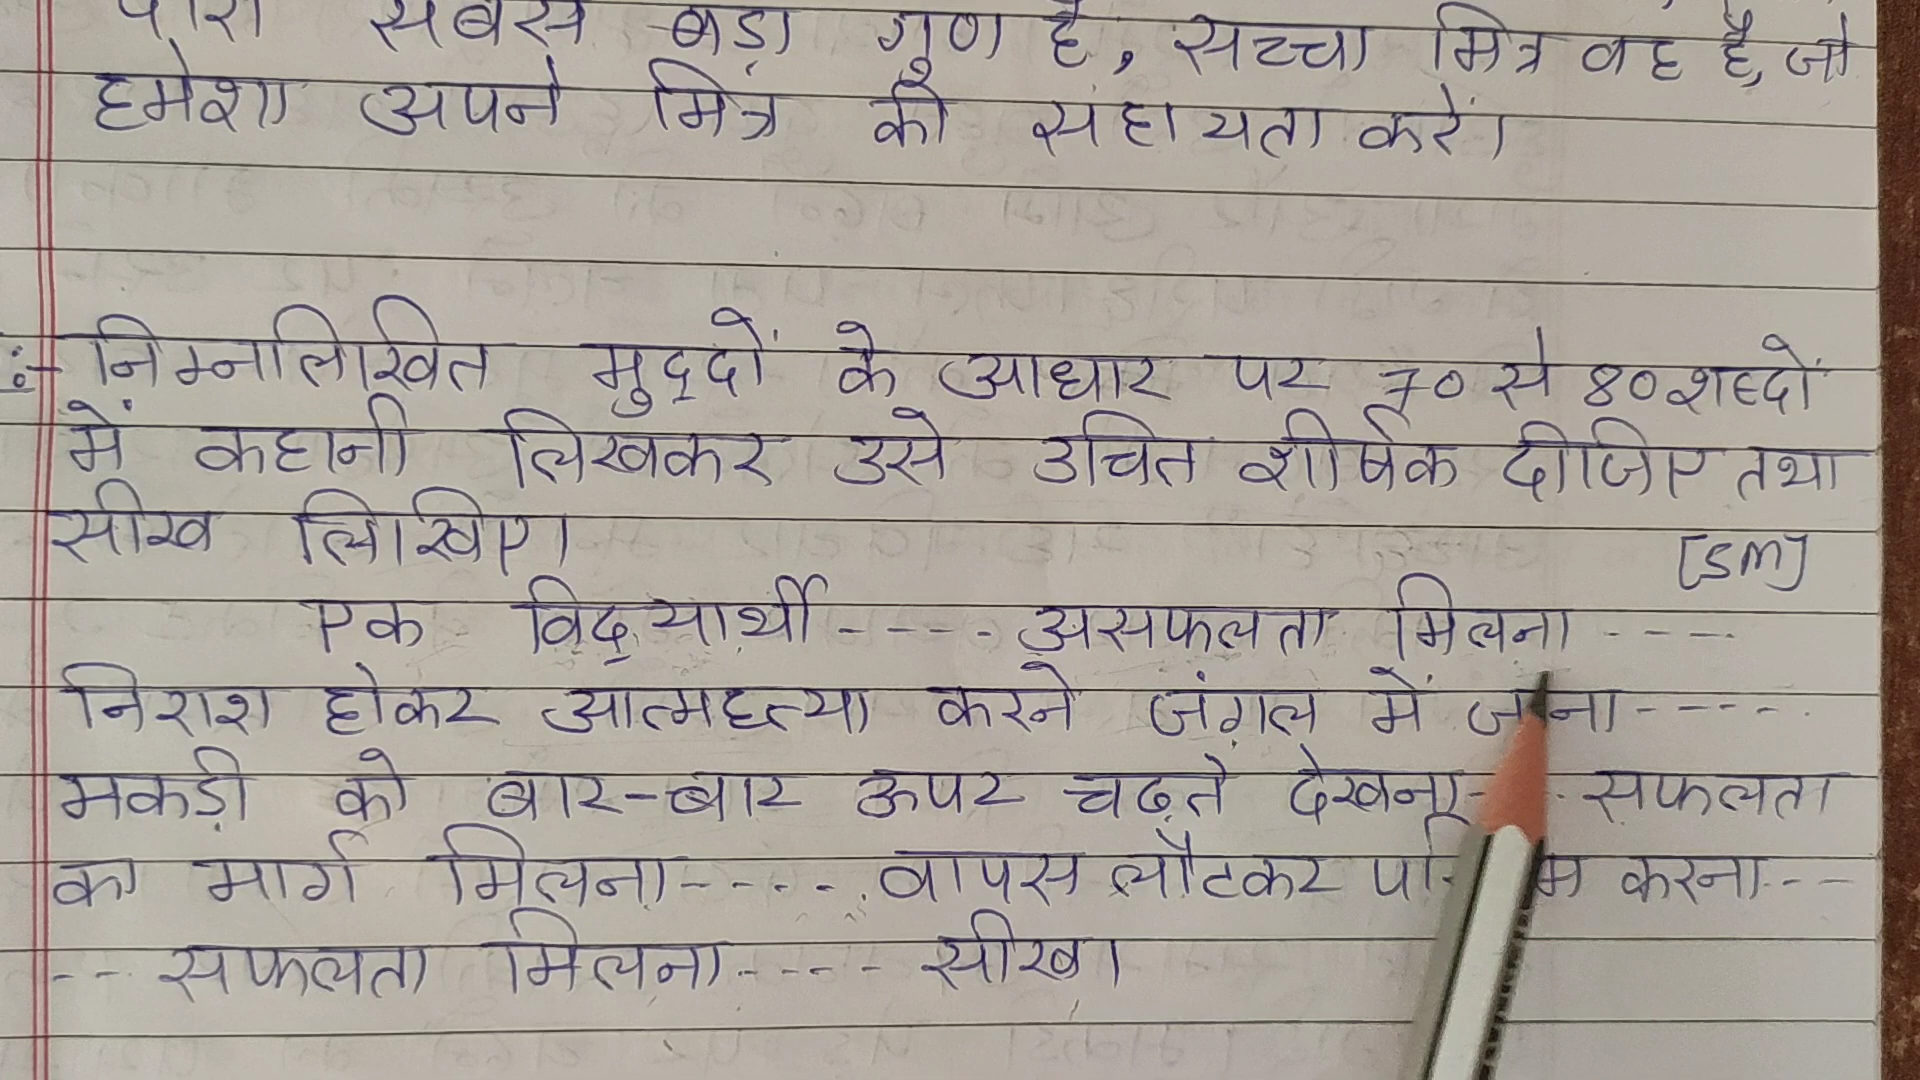 सबसे बड़ा गुण है, सच्चा मित्र वह है, जो
हमेशा अपने मित्र की सहायता करें।
:- निम्नलिखित मुद्दों के आधार पर 70 से 80 शब्दों
में कहानी लिखकर उसे उचित शीर्षक दीजिए तथा
सीख लिखिए।
[5M]
एक विद्यार्थी ---- असफलता मिलना ----
निराश होकर आत्महत्या करने जंगल में जाना -----
मकड़ी को बार-बार ऊपर चढ़ते देखना -- सफलता
का मार्ग मिलना ----- वापस लौटकर करना ---
--- सफलता मिलना ----- सीख।